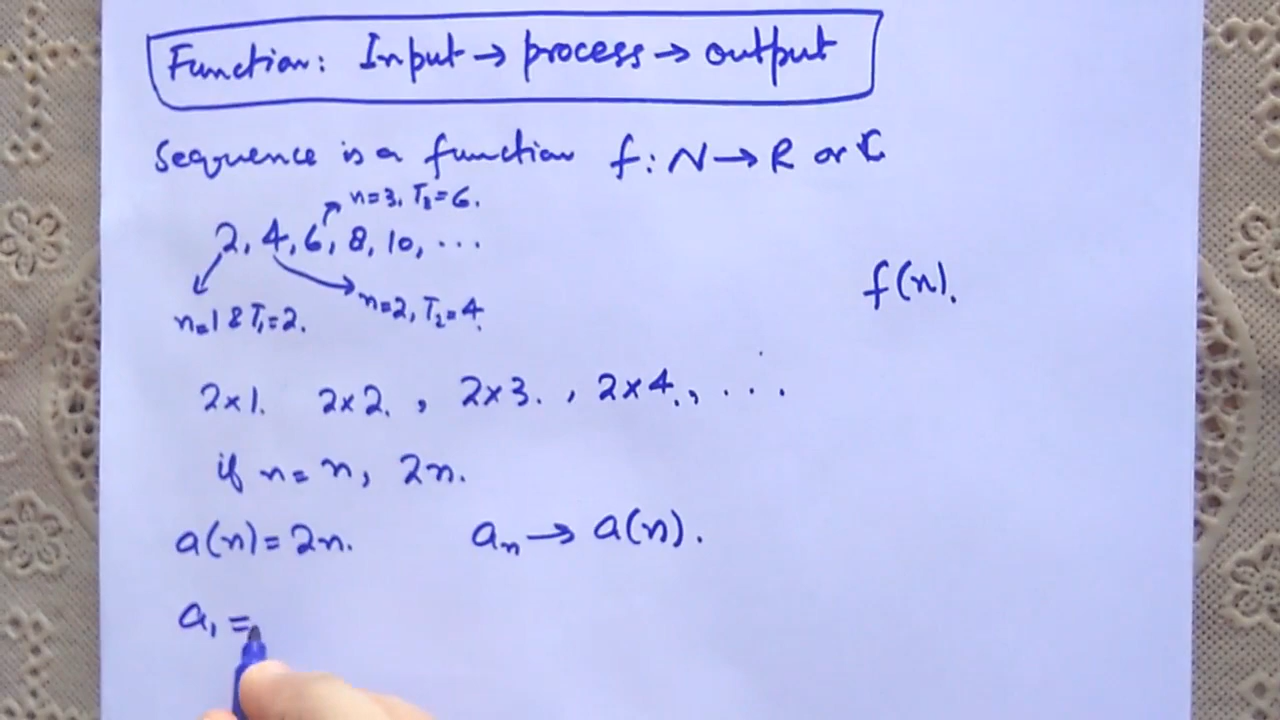 Function: Input → process → output
Sequence is a function f: N → R or C
n=3, T₃=6.
2, 4, 6, 8, 10, ...
f(n).
n=1 & T₁=2.
n=2, T₂=4.
2×1. 2×2. , 2×3. , 2×4. , ...
if n=n, 2n.
a(n)=2n. aₙ → a(n).
a₁ =